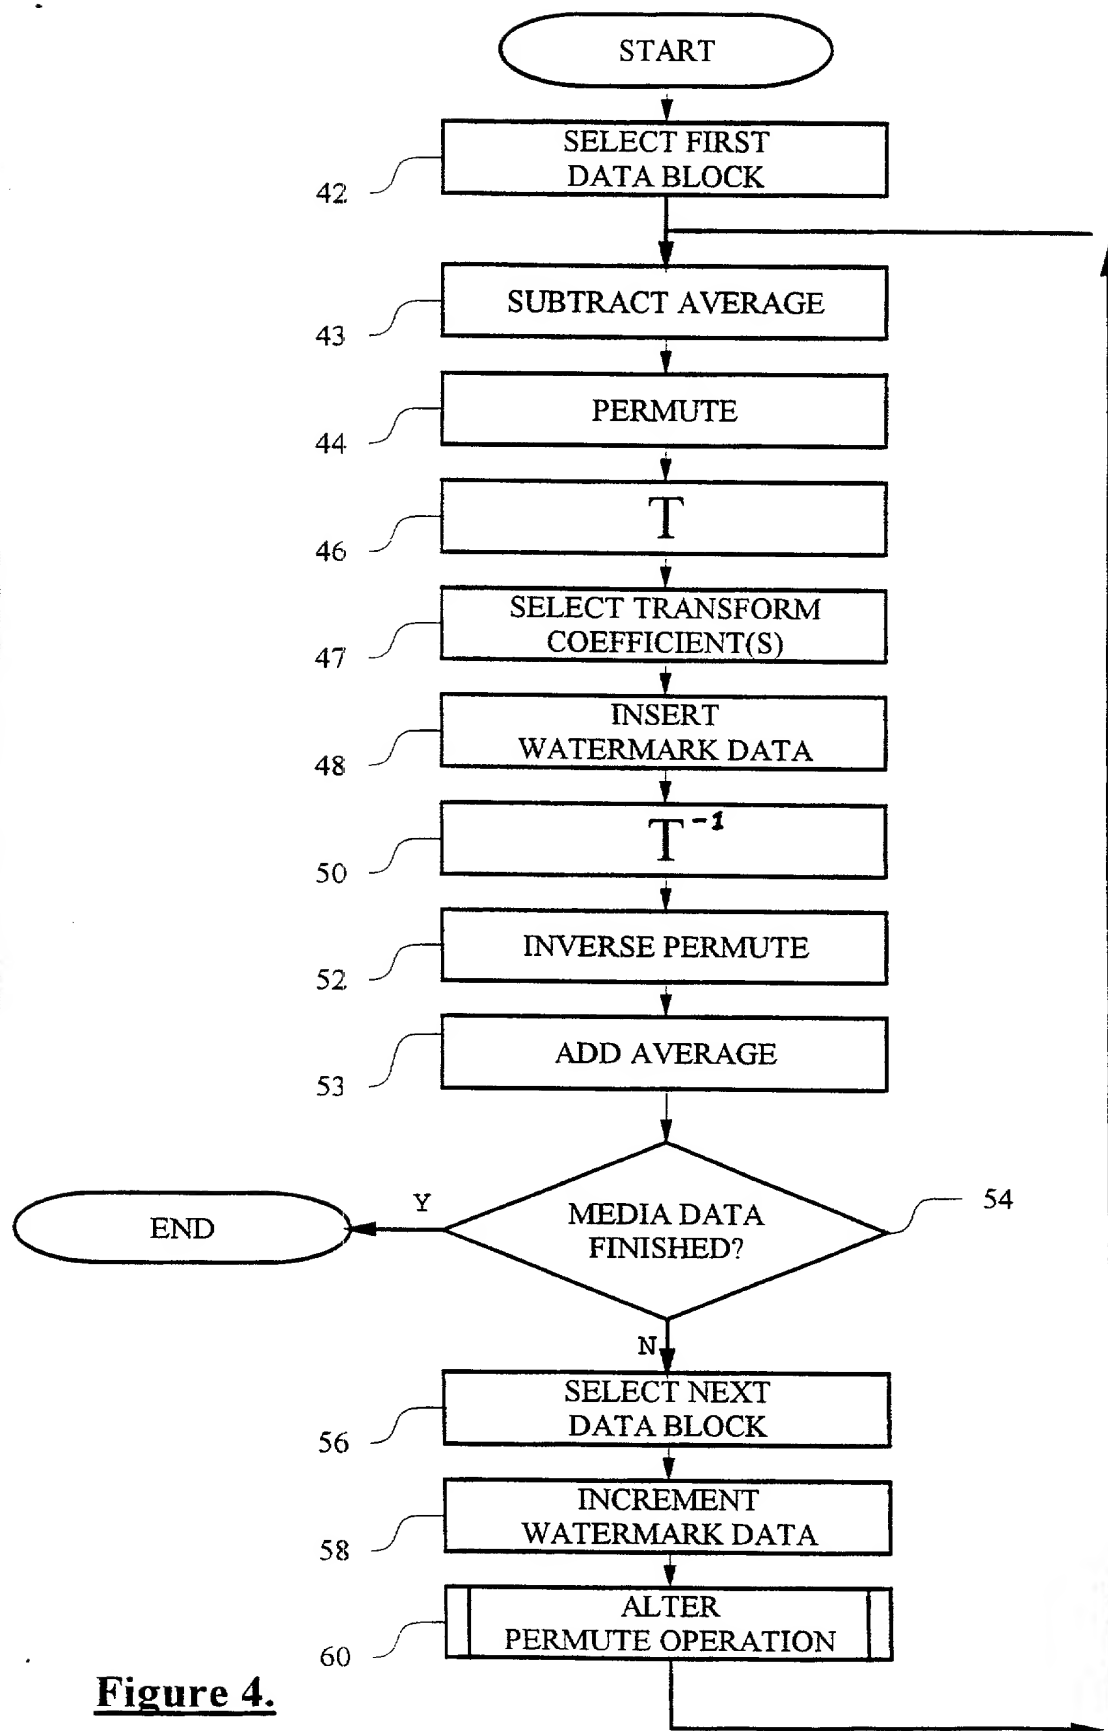 START
SELECT FIRST
DATA BLOCK
42
SUBTRACT AVERAGE
43
PERMUTE
44
T
46
SELECT TRANSFORM
COEFFICIENT(S)
47
INSERT
WATERMARK DATA
48
T⁻¹
50
INVERSE PERMUTE
52
ADD AVERAGE
53
MEDIA DATA
FINISHED?
54
Y
END
N
SELECT NEXT
DATA BLOCK
56
INCREMENT
WATERMARK DATA
58
ALTER
PERMUTE OPERATION
60
Figure 4.